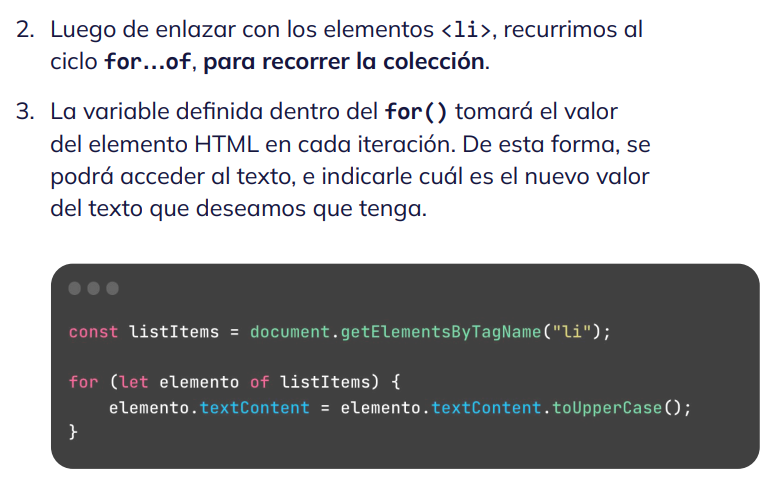 2. Luego de enlazar con los elementos <li>, recurrimos al
ciclo for...of, para recorrer la colección.
3. La variable definida dentro del for() tomará el valor
del elemento HTML en cada iteración. De esta forma, se
podrá acceder al texto, e indicarle cuál es el nuevo valor
del texto que deseamos que tenga.
const listItems = document.getElementsByTagName("li");
for (let elemento of listItems) {
    elemento.textContent = elemento.textContent.toUpperCase();
}